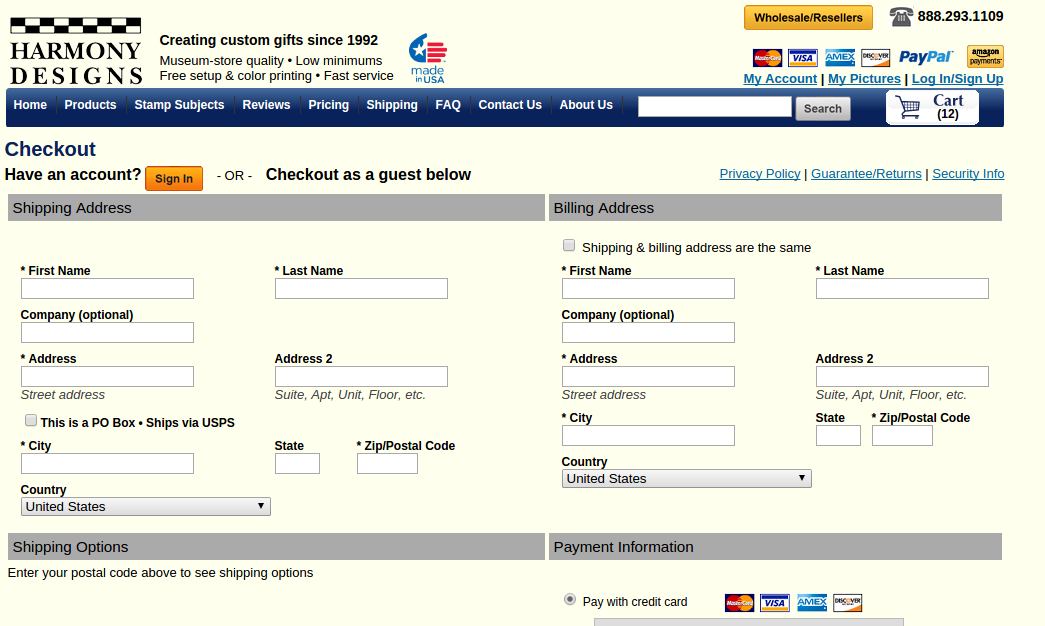 Wholesale/Resellers
888.293.1109
HARMONY
DESIGNS
Creating custom gifts since 1992
Museum-store quality • Low minimums
Free setup & color printing • Fast service
made
in USA
MasterCard VISA AMEX DISCOVER PayPal amazon payments
My Account | My Pictures | Log In/Sign Up
Home Products Stamp Subjects Reviews Pricing Shipping FAQ Contact Us About Us Search Cart (12)
Checkout
Have an account? Sign In - OR - Checkout as a guest below
Privacy Policy | Guarantee/Returns | Security Info
Shipping Address
* First Name * Last Name
Company (optional)
* Address Address 2
Street address Suite, Apt, Unit, Floor, etc.
This is a PO Box • Ships via USPS
* City State * Zip/Postal Code
Country
United States
Billing Address
Shipping & billing address are the same
* First Name * Last Name
Company (optional)
* Address Address 2
Street address Suite, Apt, Unit, Floor, etc.
* City State * Zip/Postal Code
Country
United States
Shipping Options
Enter your postal code above to see shipping options
Payment Information
Pay with credit card MasterCard VISA AMEX DISCOVER